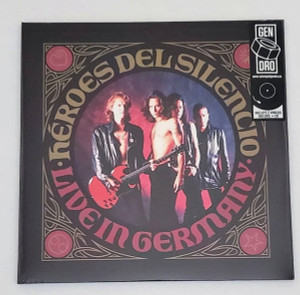 GEN
DRO
·HÉROES DEL SILENCIO·
LIVE IN GERMANY